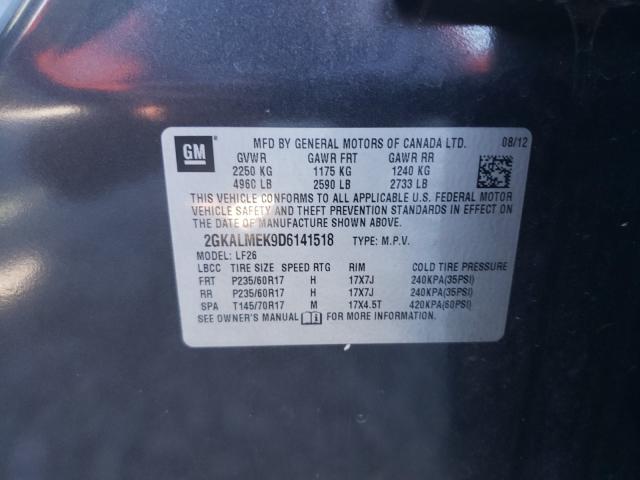 GM
MFD BY GENERAL MOTORS OF CANADA LTD. 08/12
GVWR GAWR FRT GAWR RR
2250 KG 1175 KG 1240 KG
4960 LB 2590 LB 2733 LB
THIS VEHICLE CONFORMS TO ALL APPLICABLE U.S. FEDERAL MOTOR
VEHICLE SAFETY AND THEFT PREVENTION STANDARDS IN EFFECT ON
THE DATE OF MANUFACTURE SHOWN ABOVE.
2GKALMEK9D6141518 TYPE: M.P.V.
MODEL: LF26
LBCC TIRE SIZE SPEED RTG RIM COLD TIRE PRESSURE
FRT P235/60R17 H 17X7J 240KPA(35PSI)
RR P235/60R17 H 17X7J 240KPA(35PSI)
SPA T145/70R17 M 17X4.5T 420KPA(60PSI)
SEE OWNER'S MANUAL FOR MORE INFORMATION.